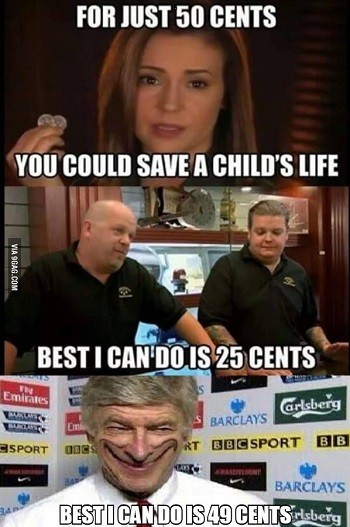 FOR JUST 50 CENTS
YOU COULD SAVE A CHILD'S LIFE
VIA 9GAG.COM
BEST I CAN DO IS 25 CENTS
Fly
Emirates
Carlsberg
BARCLAYS
BBC SPORT
BB
BARCLAYS
BEST I CAN DO IS 49 CENTS